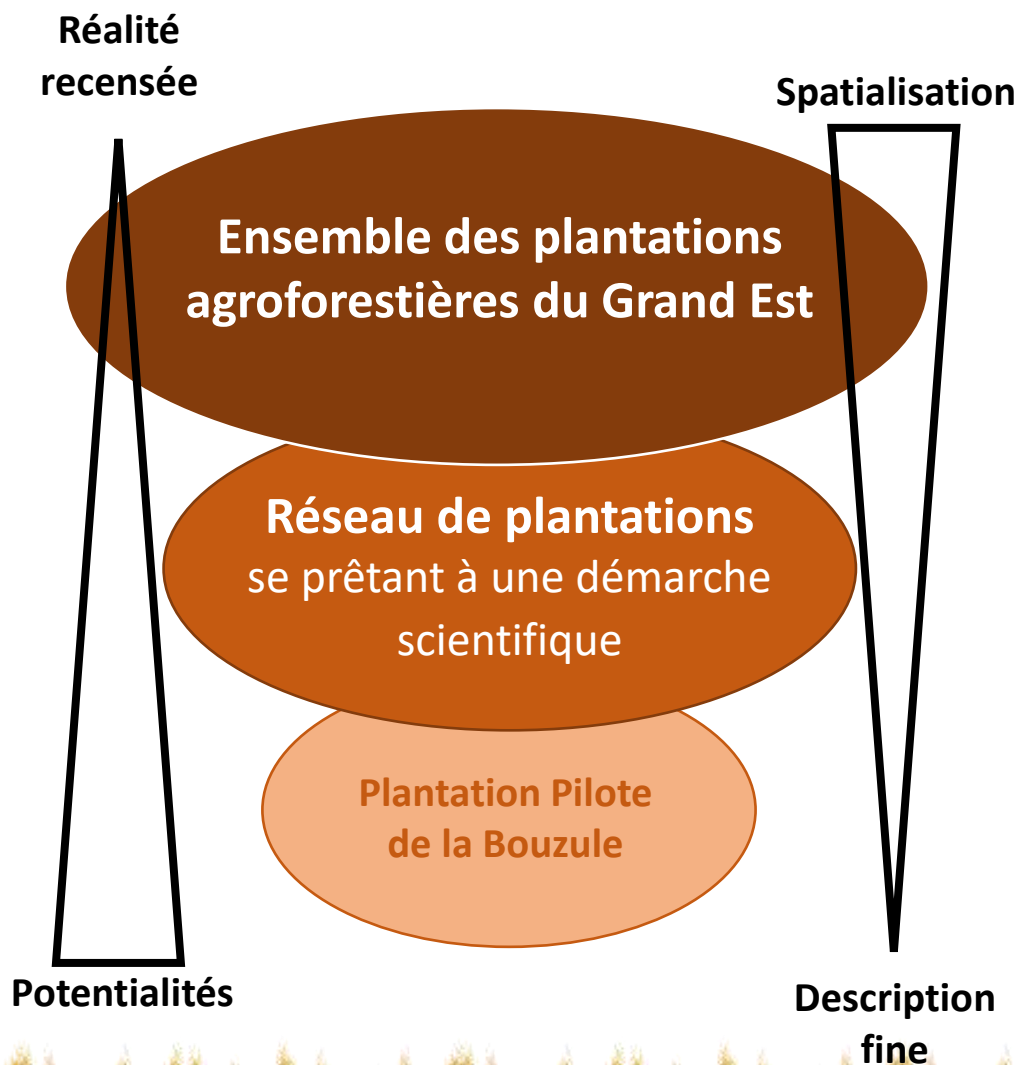 Réalité
recensée
Spatialisation
Ensemble des plantations
agroforestières du Grand Est
Réseau de plantations
se prêtant à une démarche
scientifique
Plantation Pilote
de la Bouzule
Potentialités
Description
fine